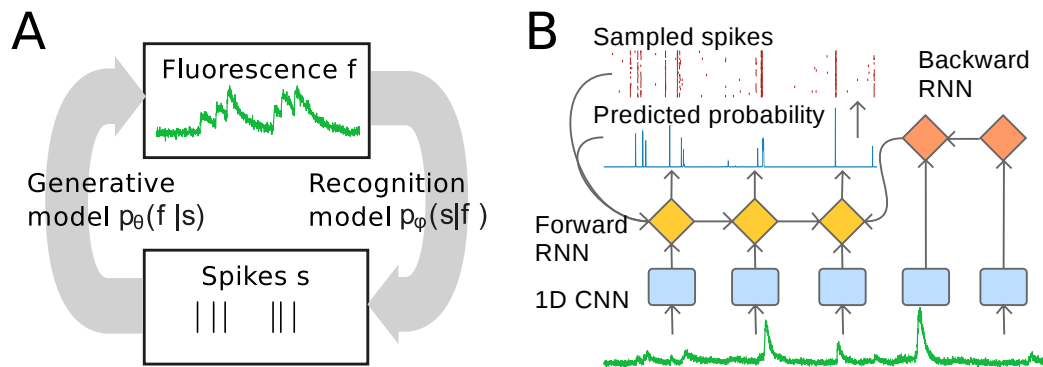 A
Fluorescence f
Generative
model pθ(f |s)
Recognition
model pφ(s|f )
Spikes s
B
Sampled spikes
Predicted probability
Backward
RNN
Forward
RNN
1D CNN